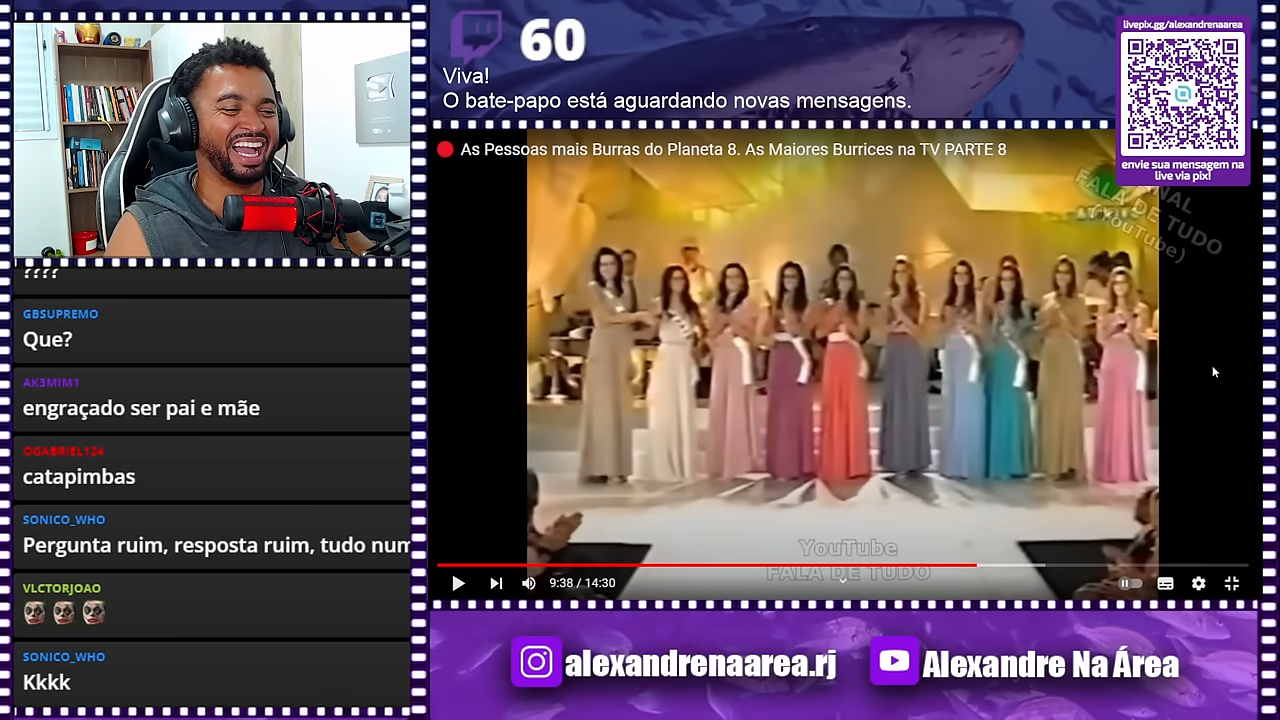 60
Viva!
O bate-papo está aguardando novas mensagens.
livepix.gg/alexandrenaarea
envie sua mensagem na
live via pix!
As Pessoas mais Burras do Planeta 8. As Maiores Burrices na TV PARTE 8
FALA DE TUDO
(YouTube)
????
GBSUPREMO
Que?
AK3MIM1
engraçado ser pai e mãe
OGABRIEL124
catapimbas
SONICO_WHO
Pergunta ruim, resposta ruim, tudo num
VLCTORJOAO
SONICO_WHO
Kkkk
YouTube
FALA DE TUDO
9:38 / 14:30
alexandrenaarea.rj
Alexandre Na Área